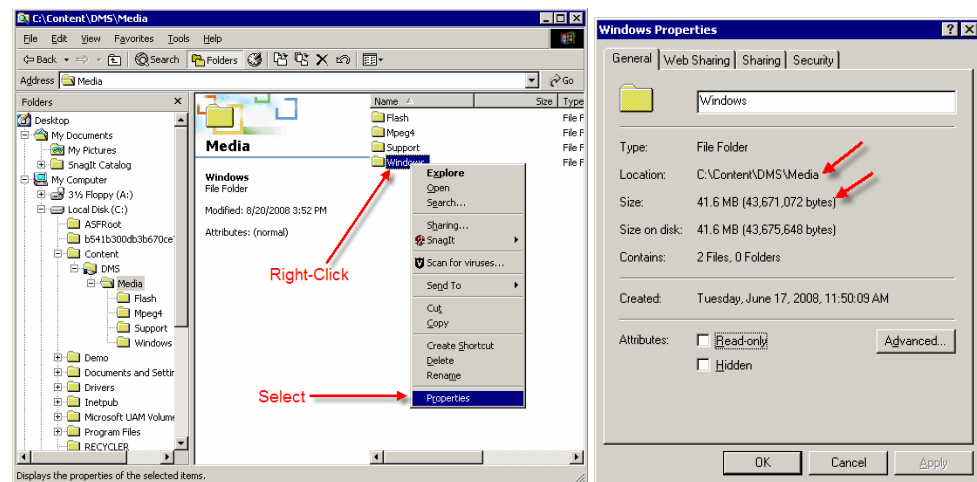 C:\Content\DMS\Media
File Edit View Favorites Tools Help
Back Search Folders
Address Media Go
Folders
Desktop
My Documents
My Pictures
SnagIt Catalog
My Computer
3½ Floppy (A:)
Local Disk (C:)
ASFRoot
b541b300db3b670ce
Content
DMS
Media
Flash
Mpeg4
Support
Windows
Demo
Documents and Settin
Drivers
Inetpub
Microsoft UAM Volume
Program Files
RECYCLER
Media
Windows
File Folder
Modified: 8/20/2008 3:52 PM
Attributes: (normal)
Name Size Type
Flash File F
Mpeg4 File F
Support File F
Windows File F
Explore
Open
Search...
Sharing...
SnagIt
Scan for viruses...
Send To
Cut
Copy
Create Shortcut
Delete
Rename
Properties
Right-Click
Select
Displays the properties of the selected items.
Windows Properties
General Web Sharing Sharing Security
Windows
Type: File Folder
Location: C:\Content\DMS\Media
Size: 41.6 MB (43,671,072 bytes)
Size on disk: 41.6 MB (43,675,648 bytes)
Contains: 2 Files, 0 Folders
Created: Tuesday, June 17, 2008, 11:50:09 AM
Attributes: Read-only Advanced...
Hidden
OK Cancel Apply